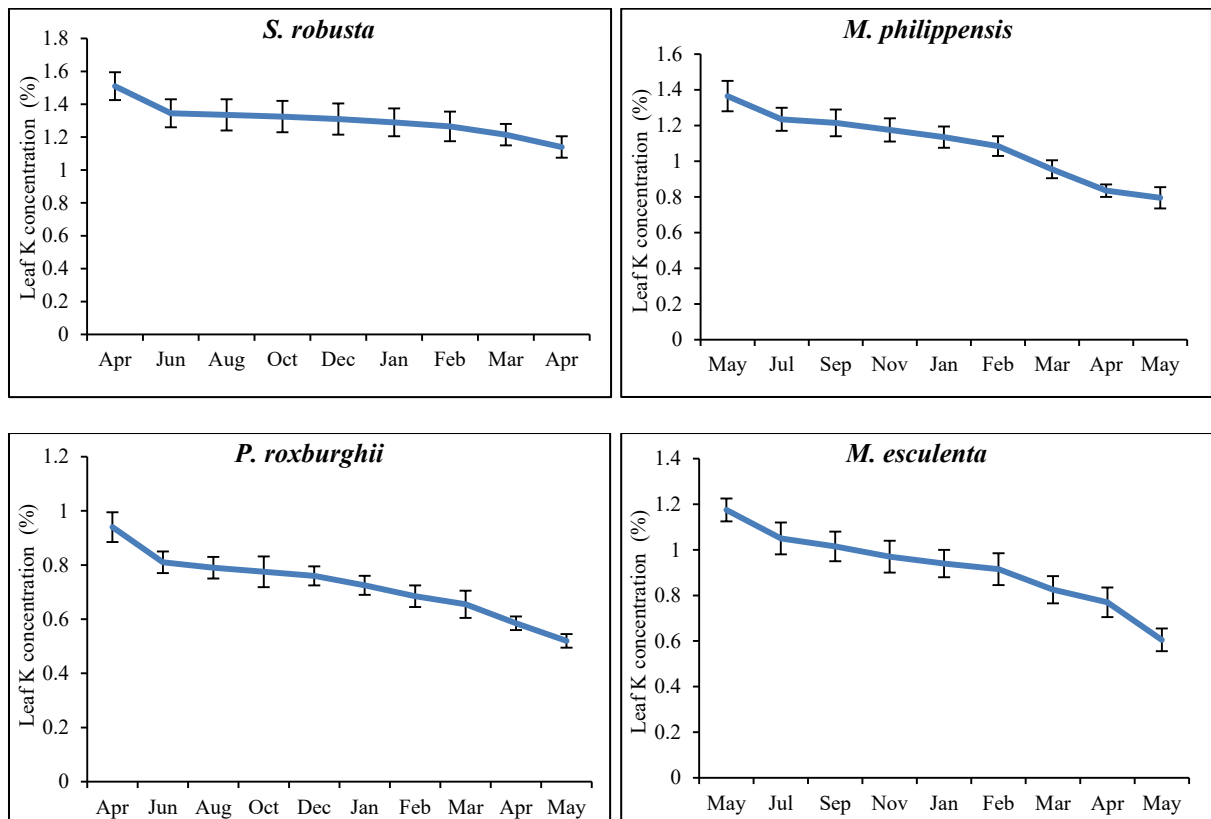 S. robusta
Leaf K concentration (%)
1.8
1.6
1.4
1.2
1
0.8
0.6
0.4
0.2
0
Apr Jun Aug Oct Dec Jan Feb Mar Apr
M. philippensis
Leaf K concentration (%)
1.6
1.4
1.2
1
0.8
0.6
0.4
0.2
0
May Jul Sep Nov Jan Feb Mar Apr May
P. roxburghii
Leaf K concentration (%)
1.2
1
0.8
0.6
0.4
0.2
0
Apr Jun Aug Oct Dec Jan Feb Mar Apr May
M. esculenta
Leaf K concentration (%)
1.4
1.2
1
0.8
0.6
0.4
0.2
0
May Jul Sep Nov Jan Feb Mar Apr May